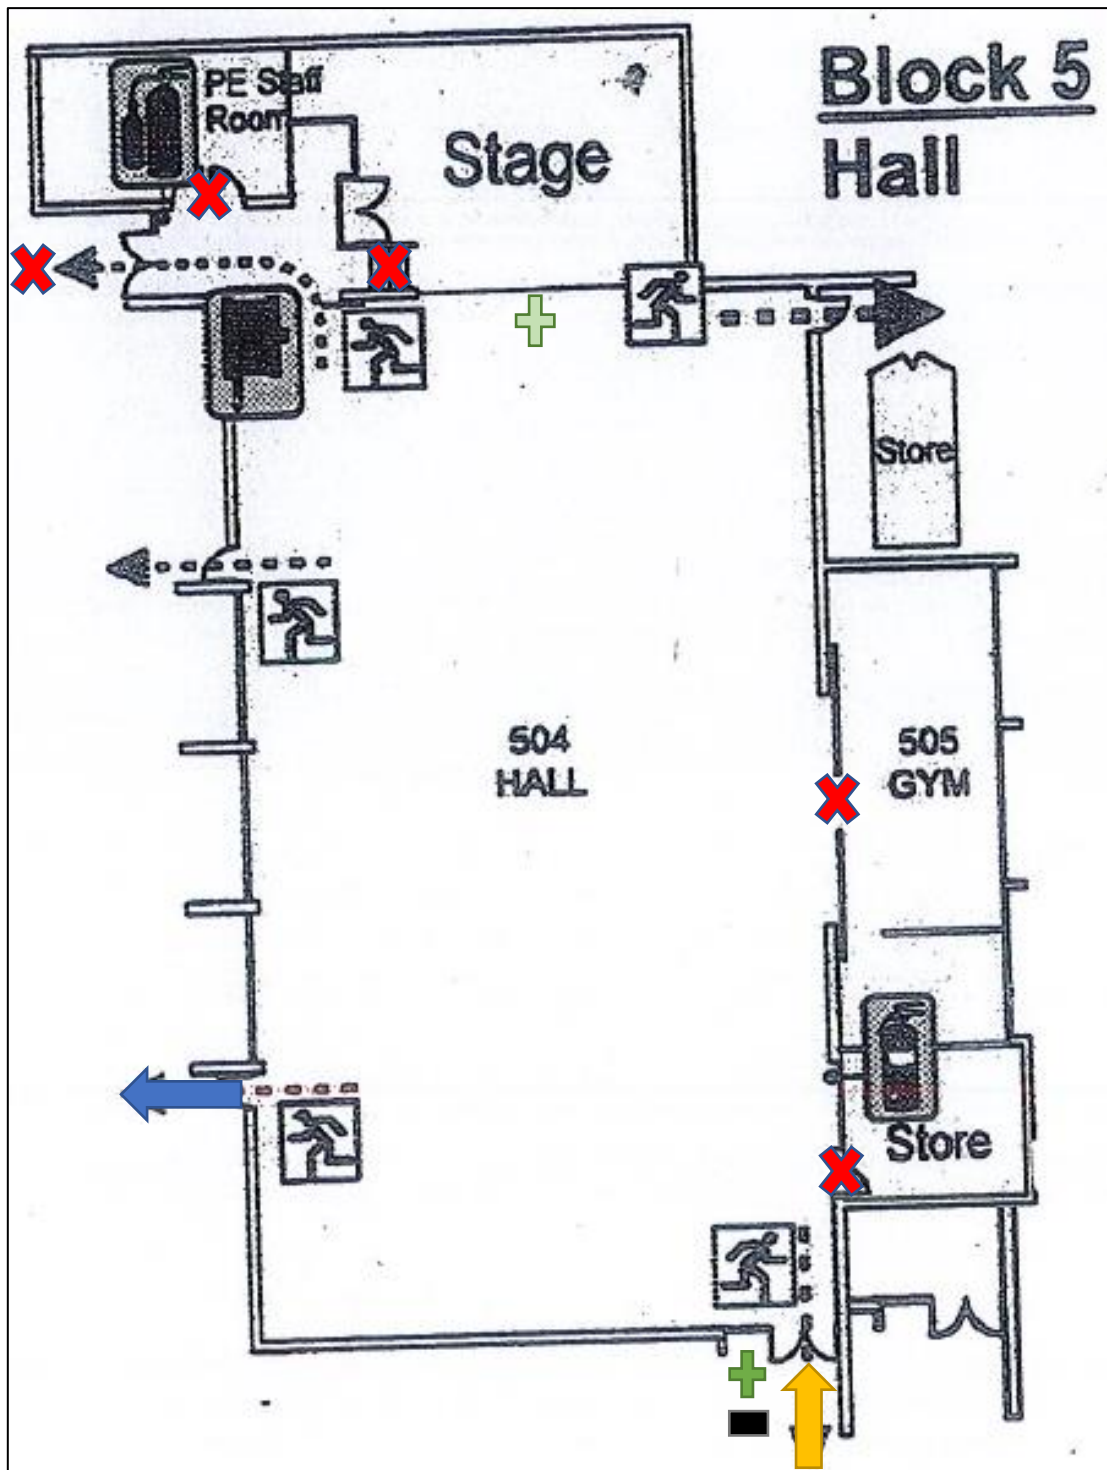 Block 5
Hall
PE Staff
Room
Stage
Store
504
HALL
505
GYM
Store